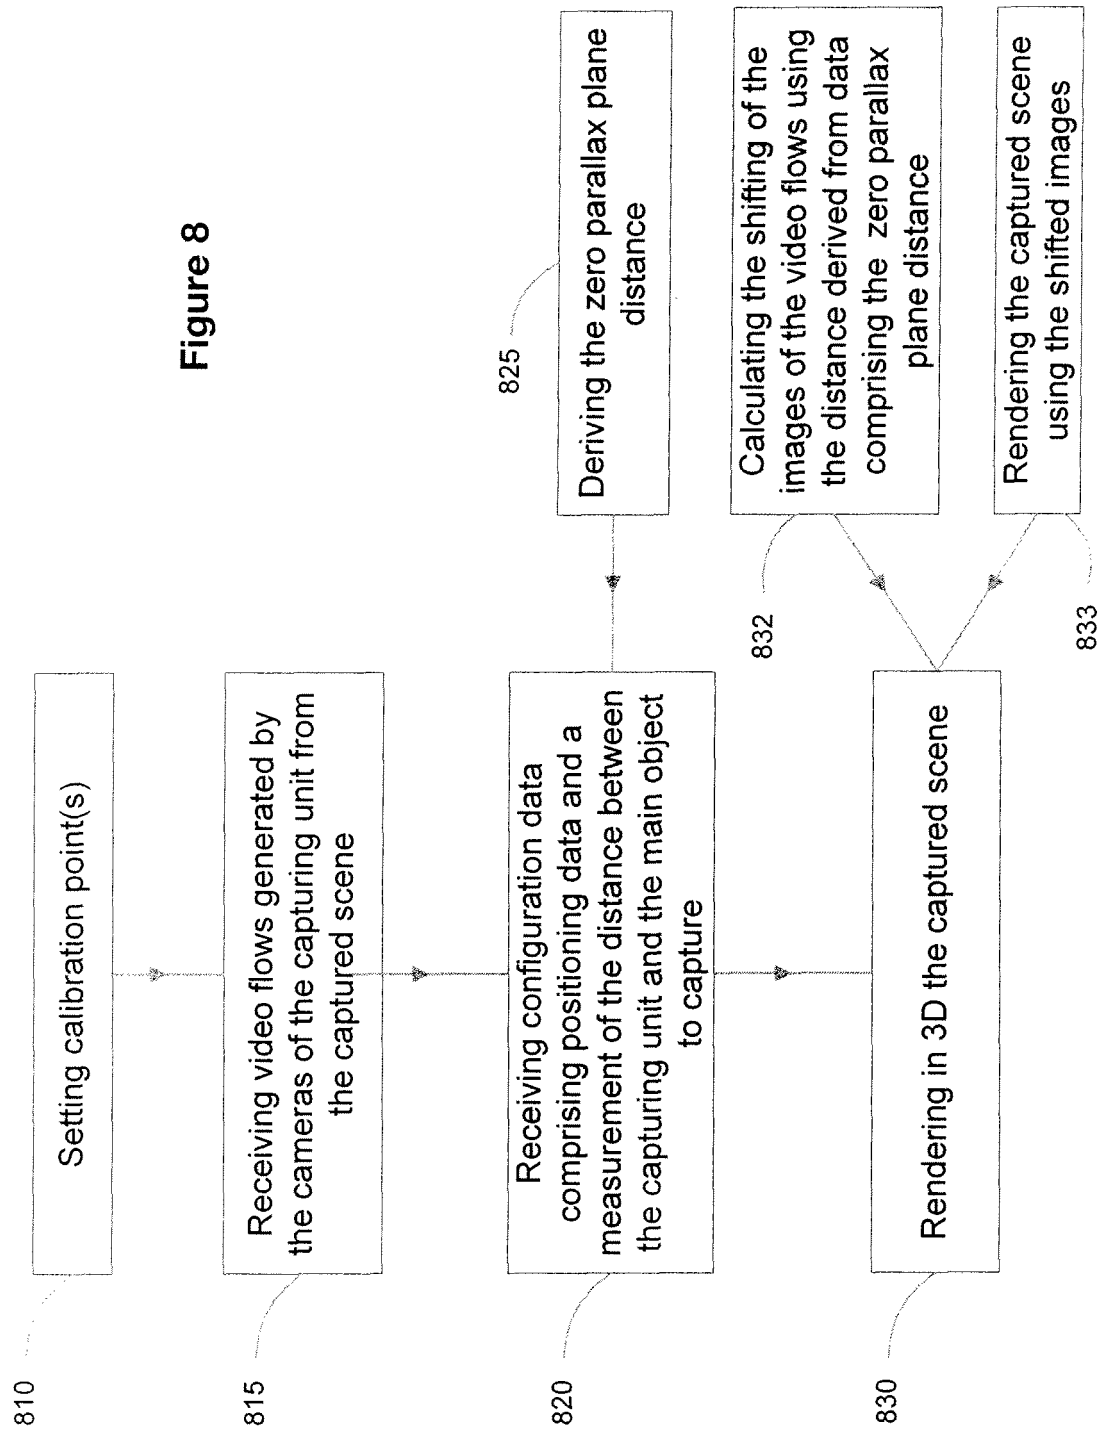 Figure 8
810
Setting calibration point(s)
815
Receiving video flows generated by
the cameras of the capturing unit from
the captured scene
820
Receiving configuration data
comprising positioning data and a
measurement of the distance between
the capturing unit and the main object
to capture
825
Deriving the zero parallax plane
distance
830
Rendering in 3D the captured scene
832
Calculating the shifting of the
images of the video flows using
the distance derived from data
comprising the zero parallax
plane distance
833
Rendering the captured scene
using the shifted images